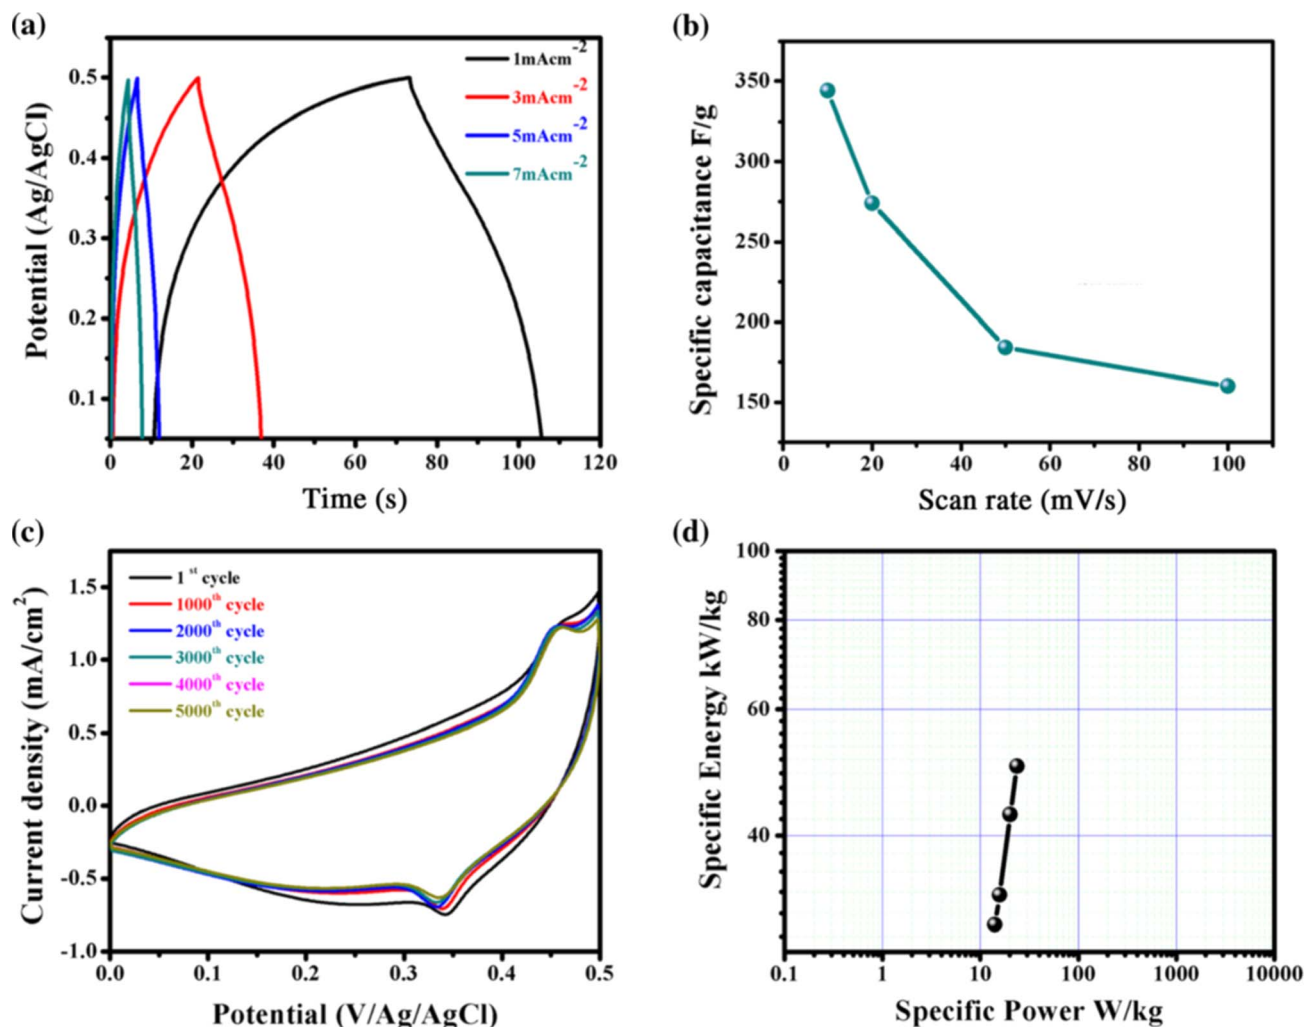 (a)
1mAcm-2
3mAcm-2
5mAcm-2
7mAcm-2
0.5
0.4
0.3
0.2
0.1
Potential (Ag/AgCl)
0 20 40 60 80 100 120
Time (s)
(b)
350
300
250
200
150
Specific capacitance F/g
0 20 40 60 80 100
Scan rate (mV/s)
(c)
1 st cycle
1000th cycle
2000th cycle
3000th cycle
4000th cycle
5000th cycle
1.5
1.0
0.5
0.0
-0.5
-1.0
Current density (mA/cm2)
0.0 0.1 0.2 0.3 0.4 0.5
Potential (V/Ag/AgCl)
(d)
100
80
60
40
Specific Energy kW/kg
0.1 1 10 100 1000 10000
Specific Power W/kg